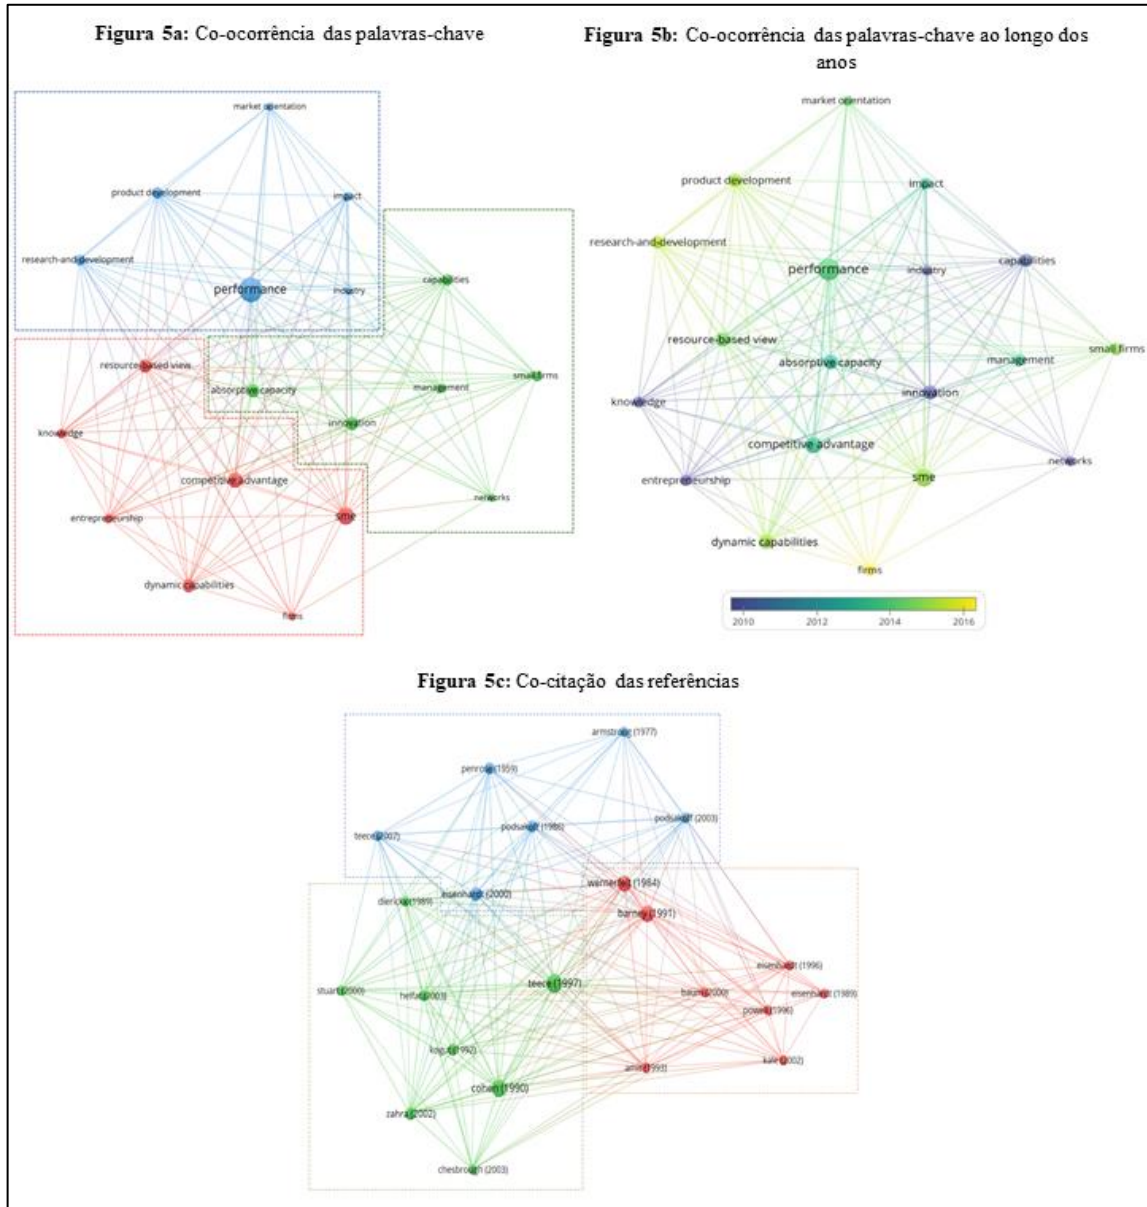 Figura 5a: Co-ocorrência das palavras-chave
market orientation
product development
impact
research-and-development
performance
industry
capabilities
resource-based view
absorptive capacity
management
small firms
knowledge
innovation
competitive advantage
networks
entrepreneurship
sme
dynamic capabilities
firms
Figura 5b: Co-ocorrência das palavras-chave ao longo dos
anos
market orientation
product development
impact
research-and-development
performance
industry
capabilities
resource-based view
absorptive capacity
management
small firms
knowledge
innovation
competitive advantage
networks
entrepreneurship
sme
dynamic capabilities
firms
2010
2012
2014
2016
Figura 5c: Co-citação das referências
armstrong (1977)
penrose (1959)
podsakoff (1986)
podsakoff (2003)
teece (2007)
wernerfelt (1984)
eisenhardt (2000)
dierickx (1989)
barney (1991)
eisenhardt (1996)
teece (1997)
stuart (2000)
helfat (2003)
baum (2000)
eisenhardt (1989)
powell (1996)
kogut (1992)
kale (2002)
amit (1993)
cohen (1990)
zahra (2002)
chesbrough (2003)